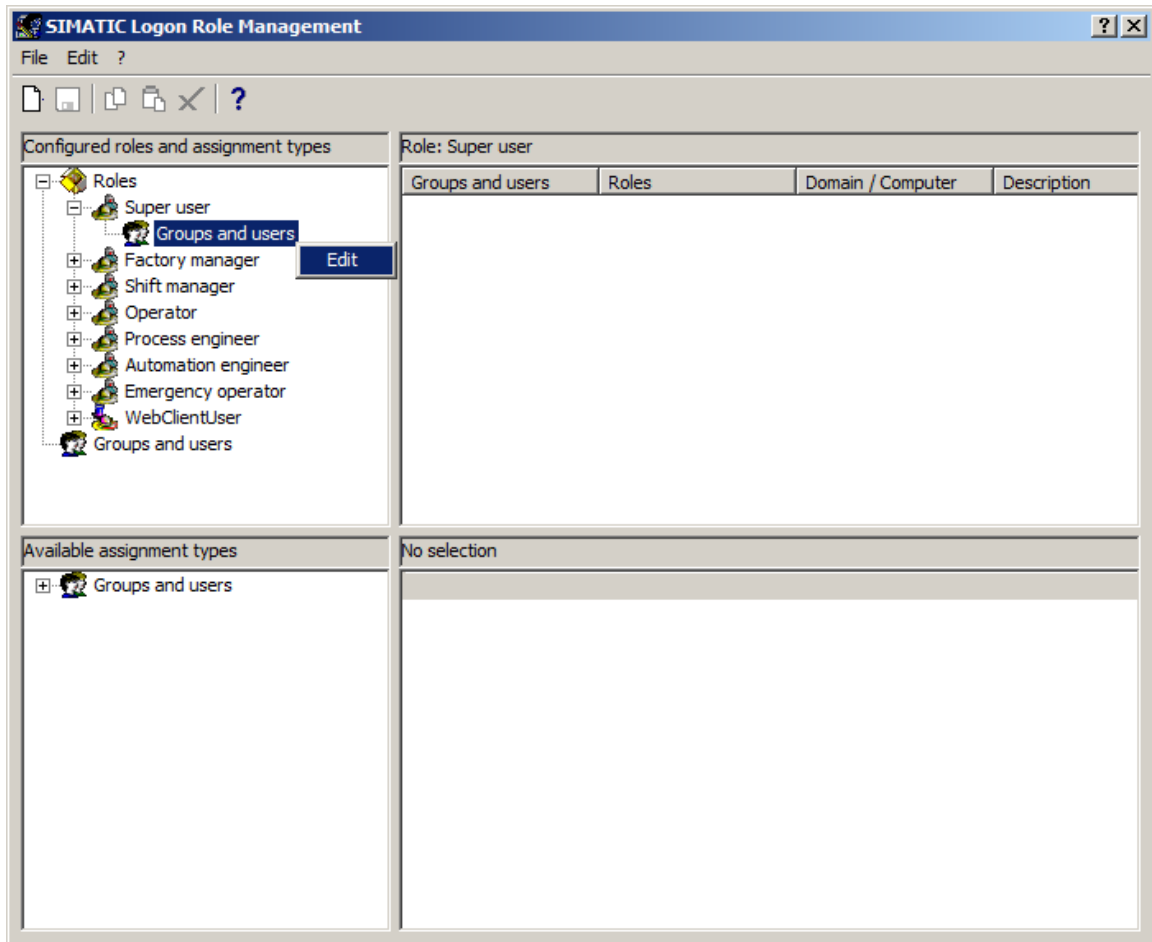 SIMATIC Logon Role Management
File Edit ?
?
Configured roles and assignment types
Role: Super user
Roles
Groups and users Roles Domain / Computer Description
Super user
Groups and users
Edit
Factory manager
Shift manager
Operator
Process engineer
Automation engineer
Emergency operator
WebClientUser
Groups and users
Available assignment types
No selection
Groups and users